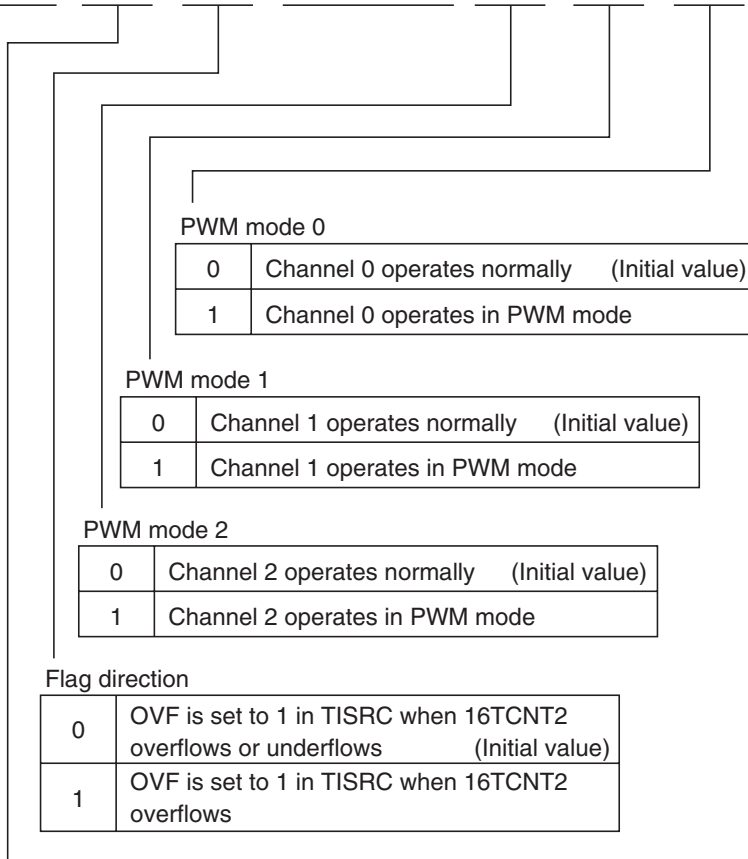 PWM mode 0
0 Channel 0 operates normally (Initial value)
1 Channel 0 operates in PWM mode
PWM mode 1
0 Channel 1 operates normally (Initial value)
1 Channel 1 operates in PWM mode
PWM mode 2
0 Channel 2 operates normally (Initial value)
1 Channel 2 operates in PWM mode
Flag direction
0 OVF is set to 1 in TISRC when 16TCNT2
overflows or underflows (Initial value)
1 OVF is set to 1 in TISRC when 16TCNT2
overflows